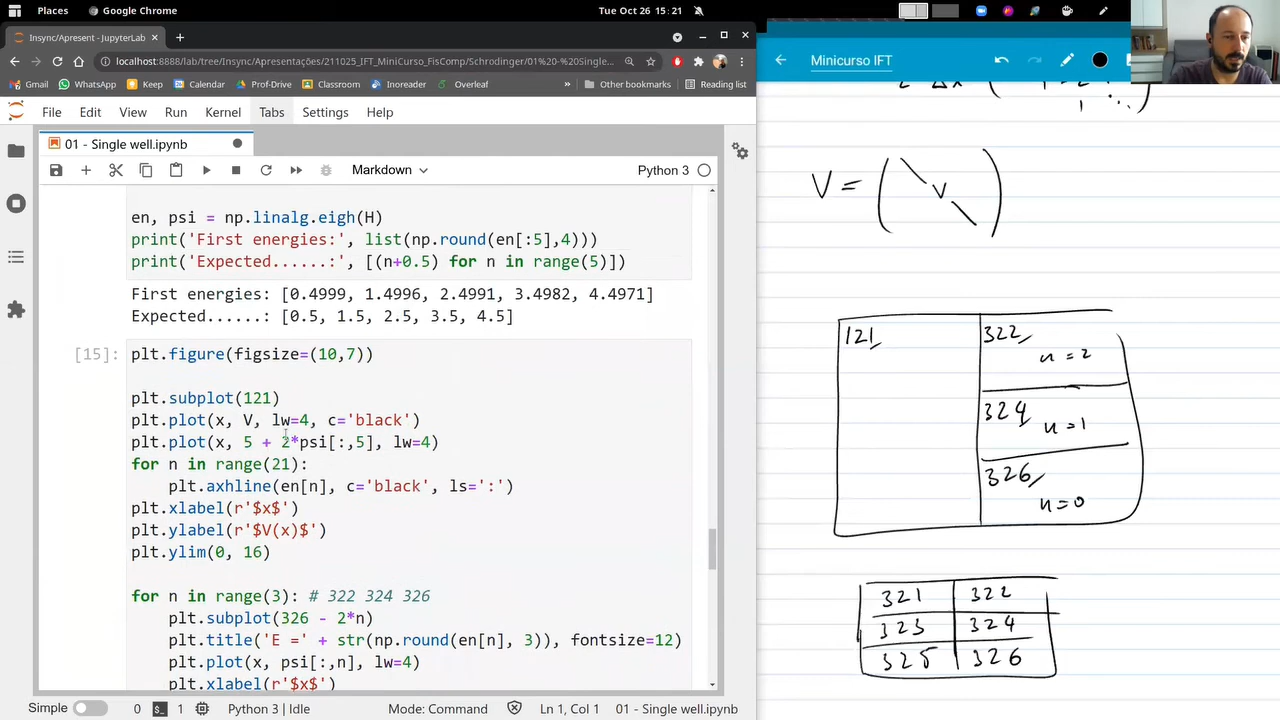 Places
Google Chrome
Tue Oct 26 15:21
Insync/Apresent - JupyterLab
localhost:8888/lab/tree/Insync/Apresentações/211025_IFT_MiniCurso_FisComp/Schrodinger/01%20-%20Single...
Gmail WhatsApp Keep Calendar Prof-Drive Classroom Inoreader Overleaf » Other bookmarks Reading list
File Edit View Run Kernel Tabs Settings Help
01 - Single well.ipynb
Markdown Python 3
en, psi = np.linalg.eigh(H)
print('First energies:', list(np.round(en[:5],4)))
print('Expected......:', [(n+0.5) for n in range(5)])
First energies: [0.4999, 1.4996, 2.4991, 3.4982, 4.4971]
Expected......: [0.5, 1.5, 2.5, 3.5, 4.5]
[15]: plt.figure(figsize=(10,7))
plt.subplot(121)
plt.plot(x, V, lw=4, c='black')
plt.plot(x, 5 + 2*psi[:,5], lw=4)
for n in range(21):
plt.axhline(en[n], c='black', ls=':')
plt.xlabel(r'$x$')
plt.ylabel(r'$V(x)$')
plt.ylim(0, 16)
for n in range(3): # 322 324 326
plt.subplot(326 - 2*n)
plt.title('E =' + str(np.round(en[n], 3)), fontsize=12)
plt.plot(x, psi[:,n], lw=4)
plt.xlabel(r'$x$')
Simple 0 1 Python 3 | Idle Mode: Command Ln 1, Col 1 01 - Single well.ipynb
Minicurso IFT
V = ( V )
121 322
n = 2
324
n = 1
326
n = 0
321 322
323 324
325 326